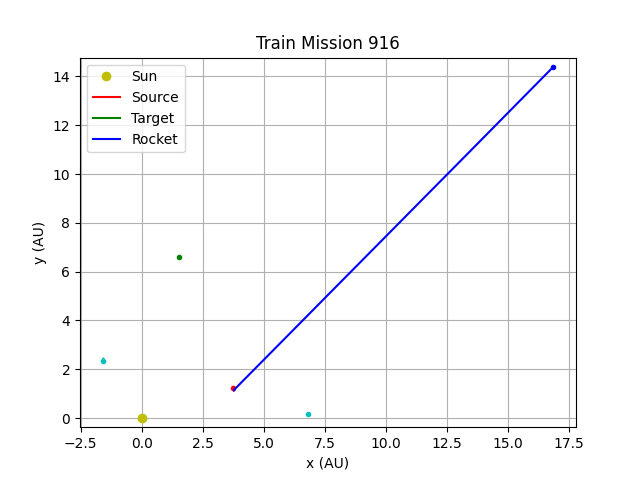 Train Mission 916
Sun
Source
Target
Rocket
y (AU)
14
12
10
8
6
4
2
0
−2.5 0.0 2.5 5.0 7.5 10.0 12.5 15.0 17.5
x (AU)